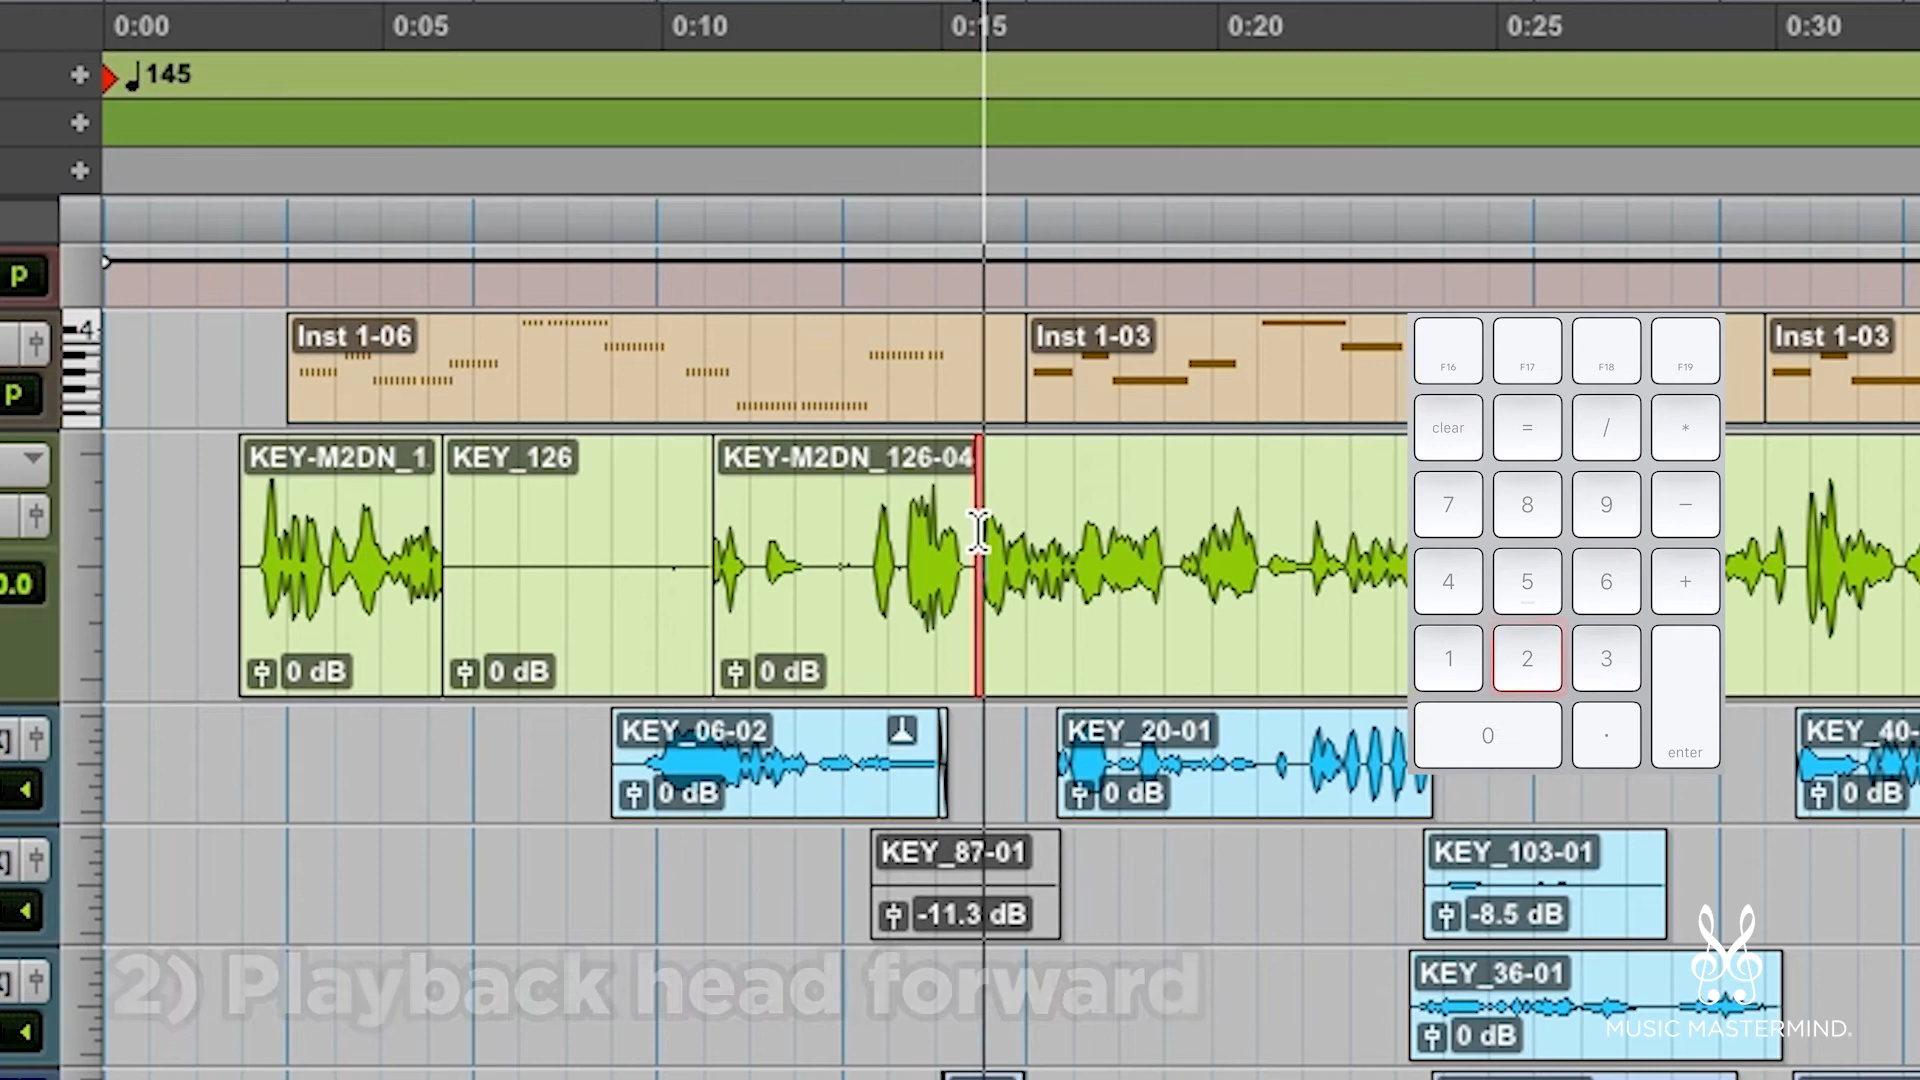 0:00 0:05 0:10 0:15 0:20 0:25 0:30
145
P
4
Inst 1-06 Inst 1-03 Inst 1-03
P
F16 F17 F18 F19
clear = / *
KEY-M2DN_1 KEY_126 KEY-M2DN_126-04
7 8 9 −
0.0
4 5 6 +
0 dB 0 dB 0 dB
1 2 3
enter
0 .
KEY_06-02 KEY_20-01 KEY_40-
0 dB 0 dB 0 dB
KEY_87-01 KEY_103-01
-11.3 dB -8.5 dB
KEY_36-01
0 dB
2) Playback head forward
MUSIC MASTERMIND.